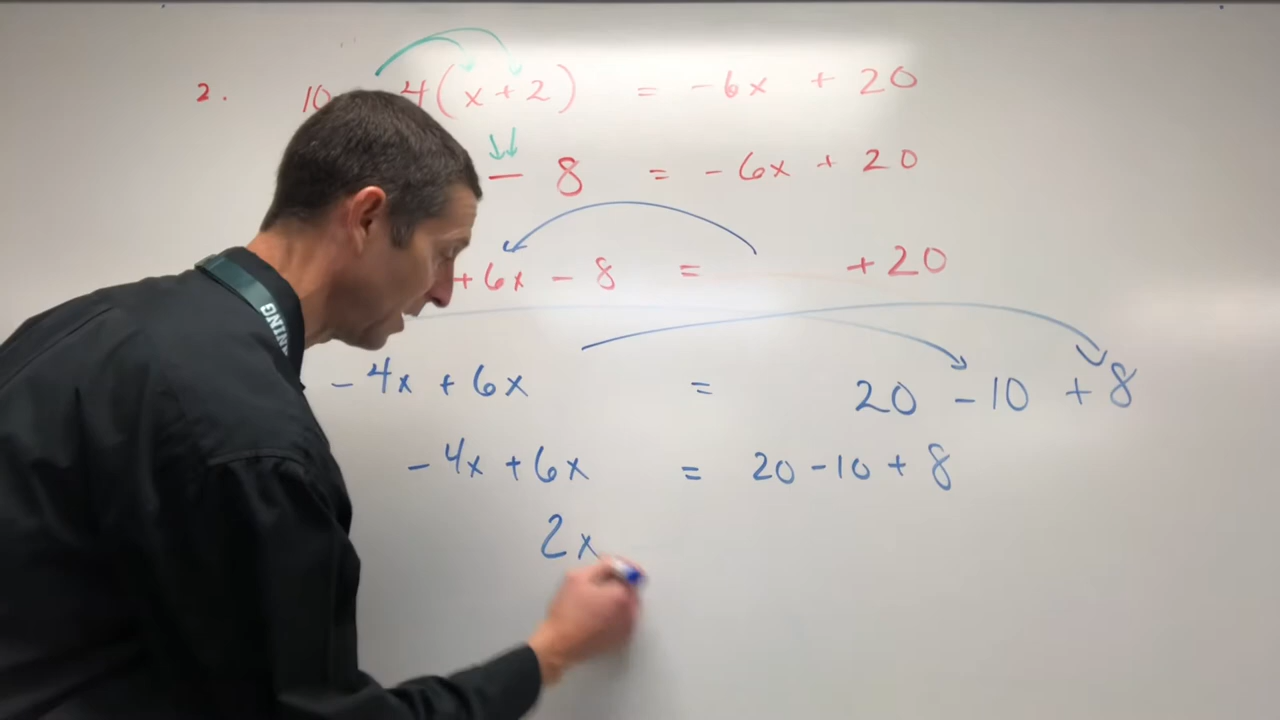 2. 10 4(x+2) = -6x + 20
- 8 = -6x + 20
+6x - 8 = +20
-4x + 6x = 20 -10 +8
-4x +6x = 20 -10 + 8
2x
NING